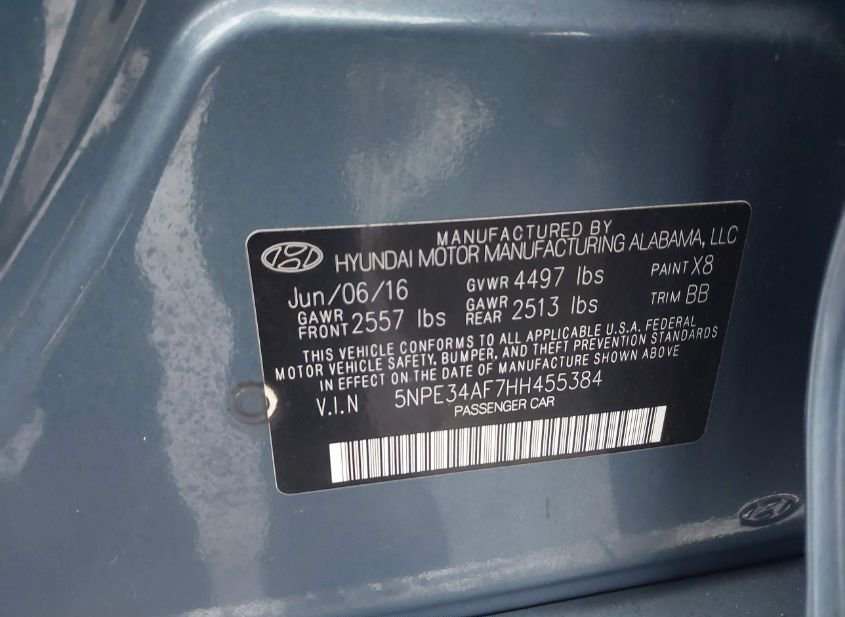 MANUFACTURED BY
HYUNDAI MOTOR MANUFACTURING ALABAMA, LLC
Jun/06/16 GVWR 4497 lbs PAINT X8
GAWR FRONT 2557 lbs GAWR REAR 2513 lbs TRIM BB
THIS VEHICLE CONFORMS TO ALL APPLICABLE U.S.A. FEDERAL
MOTOR VEHICLE SAFETY, BUMPER, AND THEFT PREVENTION STANDARDS
IN EFFECT ON THE DATE OF MANUFACTURE SHOWN ABOVE
V.I.N 5NPE34AF7HH455384
PASSENGER CAR